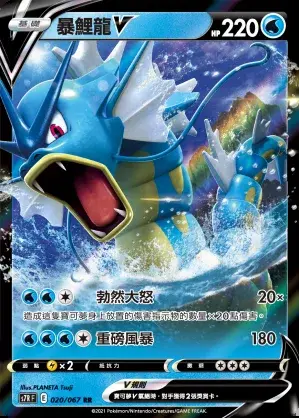 基礎 暴鯉龍V HP 220
勃然大怒 20×
造成這隻寶可夢身上放置的傷害指示物的數量×20點傷害。
重磅風暴 180
弱點 ×2 抵抗力 撤退
Illus. PLANETA Tsuji
V規則
S7R F E 020/067 RR
寶可夢V【昏厥】時，對手獲得2張獎賞卡。
©2021 Pokémon/Nintendo/Creatures/GAME FREAK.